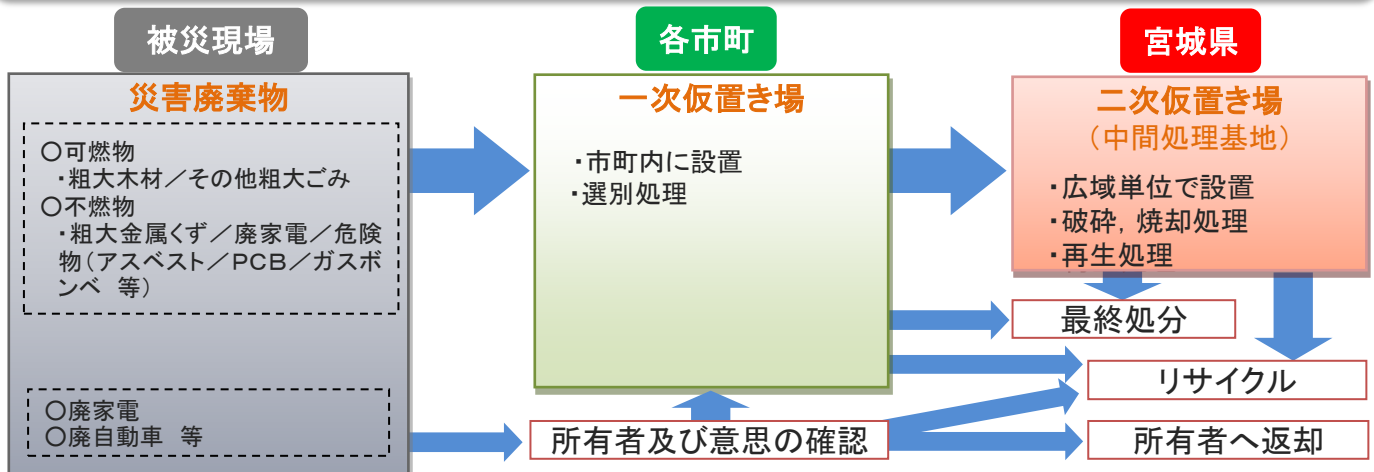 被災現場
災害廃棄物
〇可燃物
・粗大木材／その他粗大ごみ
〇不燃物
・粗大金属くず／廃家電／危険
物（アスベスト／PCB／ガスボ
ンベ 等）
〇廃家電
〇廃自動車 等
各市町
一次仮置き場
・市町内に設置
・選別処理
所有者及び意思の確認
宮城県
二次仮置き場
（中間処理基地）
・広域単位で設置
・破砕，焼却処理
・再生処理
最終処分
リサイクル
所有者へ返却